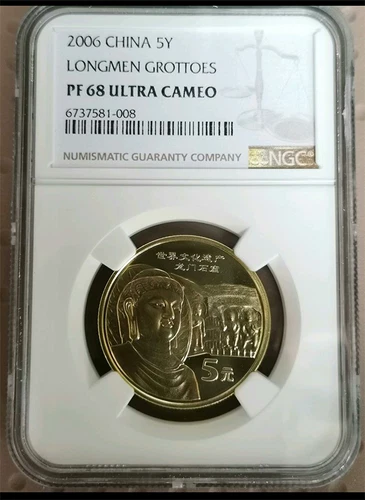 2006 CHINA 5Y
LONGMEN GROTTOES
PF 68 ULTRA CAMEO
6737581-008
NUMISMATIC GUARANTY COMPANY
NGC
世界文化遗产
龙门石窟
5元